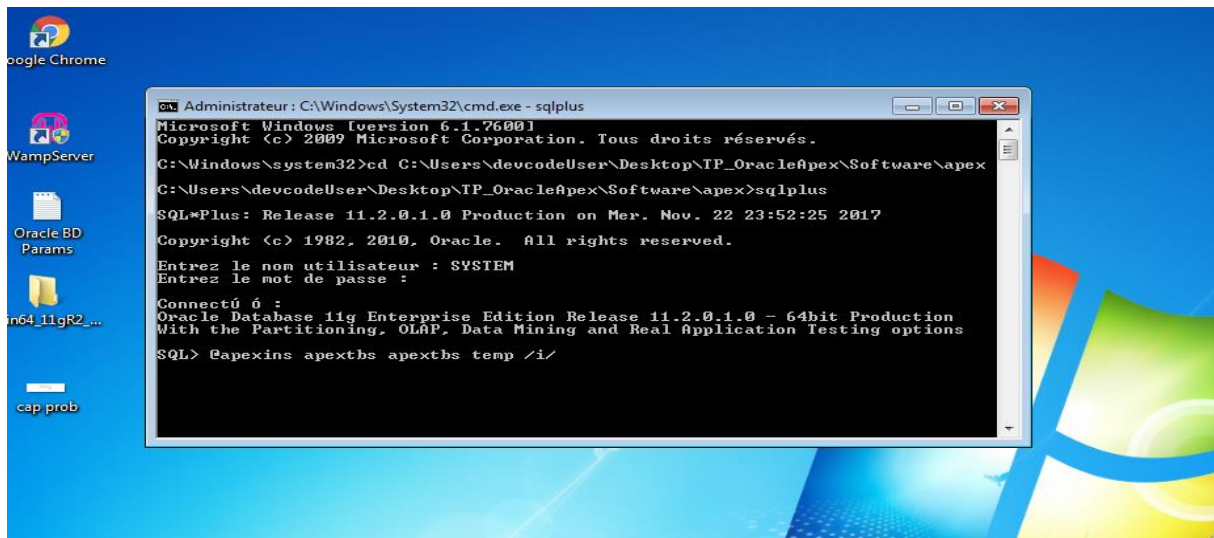 oogle Chrome
WampServer
Oracle BD
Params
in64_11gR2_...
cap prob
Administrateur : C:\Windows\System32\cmd.exe - sqlplus
Microsoft Windows [version 6.1.7600]
Copyright (c) 2009 Microsoft Corporation. Tous droits réservés.
C:\Windows\system32>cd C:\Users\devcodeUser\Desktop\TP_OracleApex\Software\apex
C:\Users\devcodeUser\Desktop\TP_OracleApex\Software\apex>sqlplus
SQL*Plus: Release 11.2.0.1.0 Production on Mer. Nov. 22 23:52:25 2017
Copyright (c) 1982, 2010, Oracle.  All rights reserved.
Entrez le nom utilisateur : SYSTEM
Entrez le mot de passe :
Connectú ó :
Oracle Database 11g Enterprise Edition Release 11.2.0.1.0 - 64bit Production
With the Partitioning, OLAP, Data Mining and Real Application Testing options
SQL> @apexins apextbs apextbs temp /i/